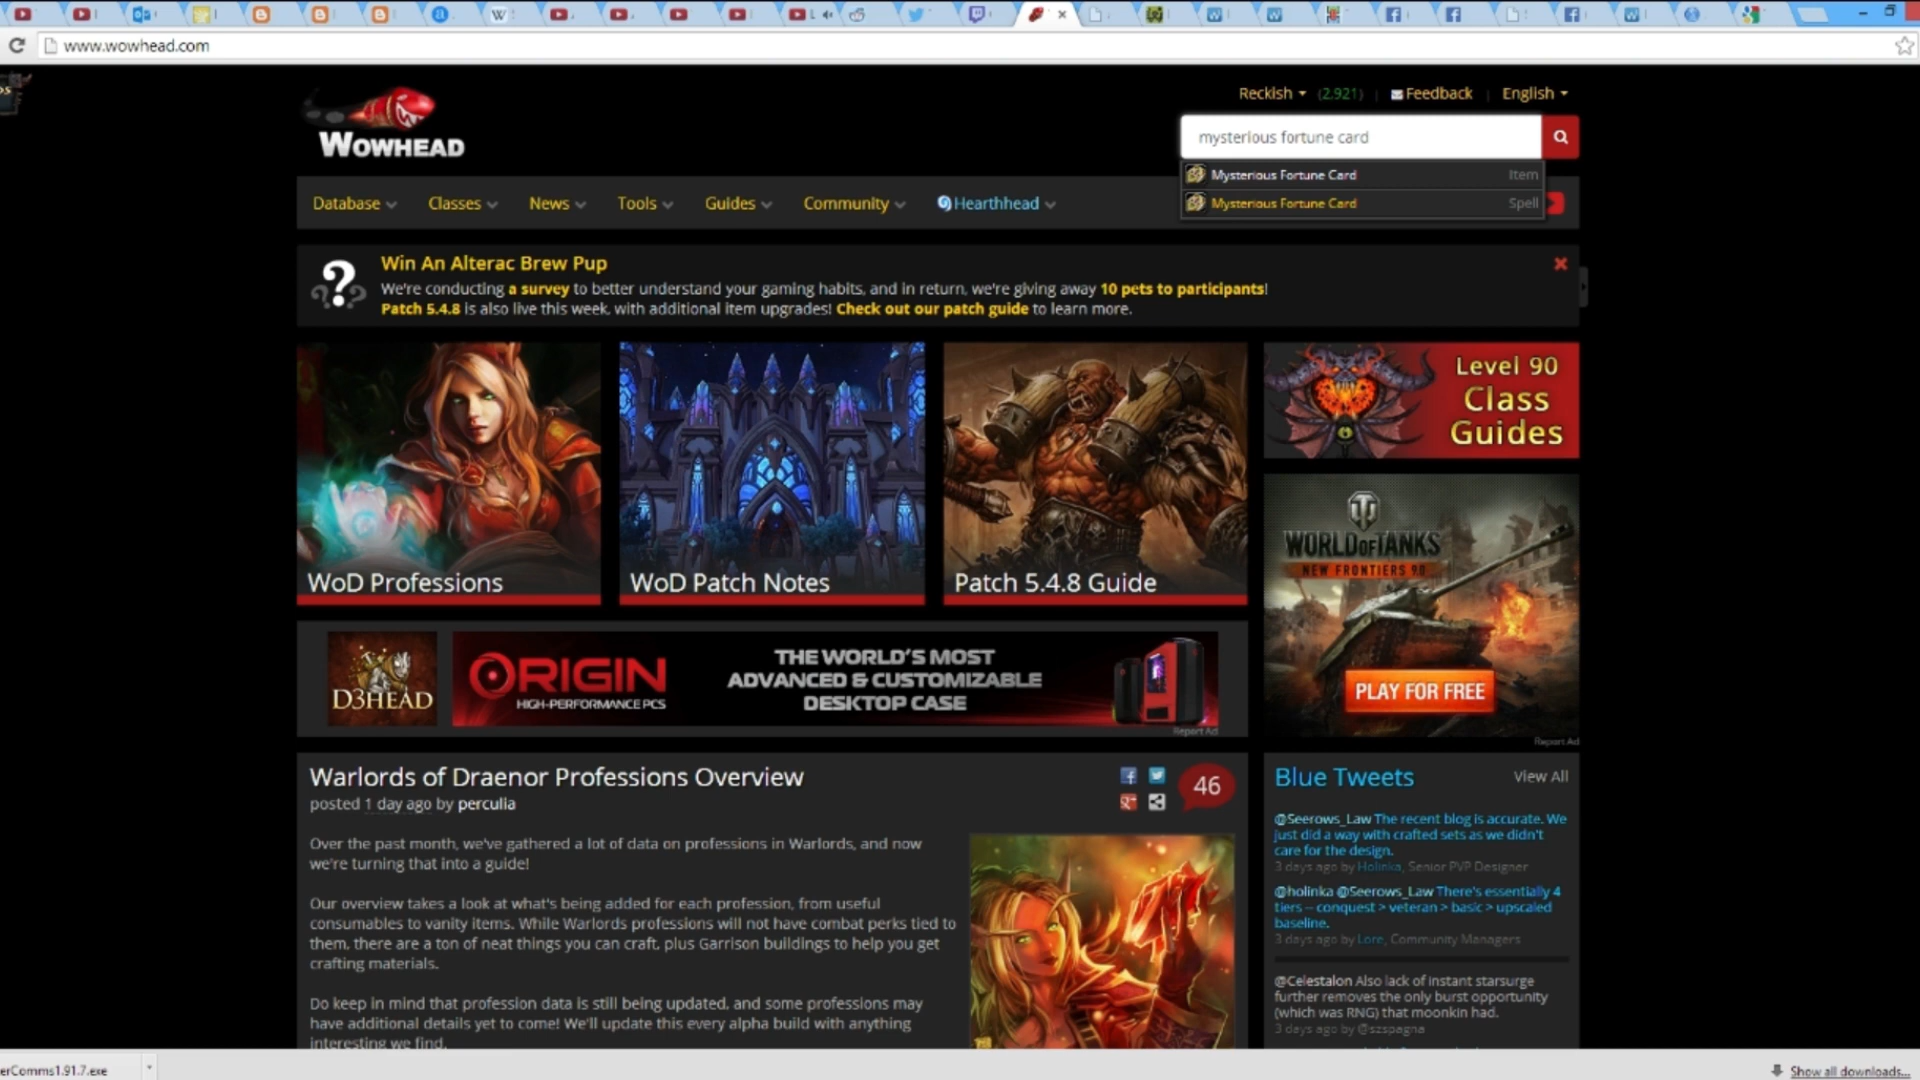 www.wowhead.com
Reckish (2,921) Feedback English
WOWHEAD
mysterious fortune card
Mysterious Fortune Card Item
Mysterious Fortune Card Spell
Database Classes News Tools Guides Community Hearthhead
Win An Alterac Brew Pup
We're conducting a survey to better understand your gaming habits, and in return, we're giving away 10 pets to participants!
Patch 5.4.8 is also live this week, with additional item upgrades! Check out our patch guide to learn more.
WoD Professions
WoD Patch Notes
Patch 5.4.8 Guide
Level 90
Class
Guides
WORLD OF TANKS
NEW FRONTIERS 9.0
PLAY FOR FREE
Report Ad
D3HEAD
ORIGIN
HIGH-PERFORMANCE PCS
THE WORLD'S MOST
ADVANCED & CUSTOMIZABLE
DESKTOP CASE
Report Ad
Warlords of Draenor Professions Overview
posted 1 day ago by perculia
46
Over the past month, we've gathered a lot of data on professions in Warlords, and now
we're turning that into a guide!
Our overview takes a look at what's being added for each profession, from useful
consumables to vanity items. While Warlords professions will not have combat perks tied to
them, there are a ton of neat things you can craft, plus Garrison buildings to help you get
crafting materials.
Do keep in mind that profession data is still being updated, and some professions may
have additional details yet to come! We'll update this every alpha build with anything
interesting we find.
Blue Tweets View All
@Seerows_Law The recent blog is accurate. We
just did a way with crafted sets as we didn't
care for the design.
3 days ago by Holinka, Senior PVP Designer
@holinka @Seerows_Law There's essentially 4
tiers -- conquest > veteran > basic > upscaled
baseline.
3 days ago by Lore, Community Managers
@Celestalon Also lack of instant starsurge
further removes the only burst opportunity
(which was RNG) that moonkin had.
3 days ago by @szspagna
erComms1.91.7.exe
Show all downloads...